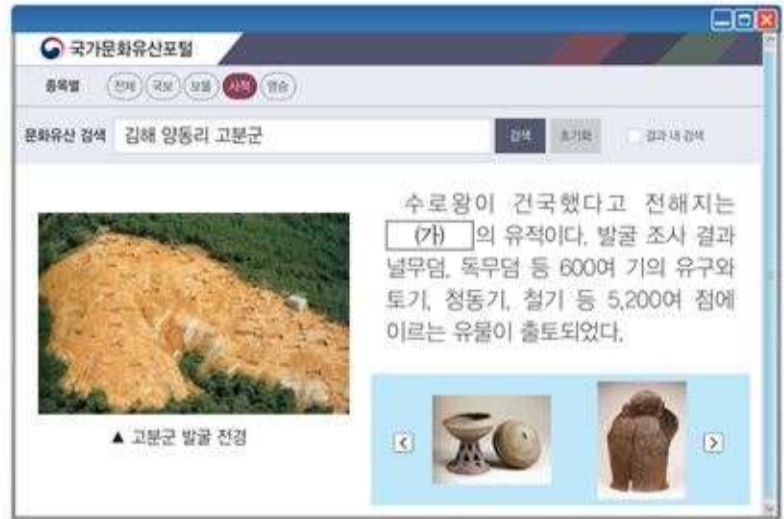 국가문화유산포털
종목별 전체 국보 보물 사적 명승
문화유산 검색 김해 양동리 고분군 검색 초기화 결과 내 검색
수로왕이 건국했다고 전해지는
(가) 의 유적이다. 발굴 조사 결과
널무덤, 독무덤 등 600여 기의 유구와
토기, 청동기, 철기 등 5,200여 점에
이르는 유물이 출토되었다.
▲ 고분군 발굴 전경